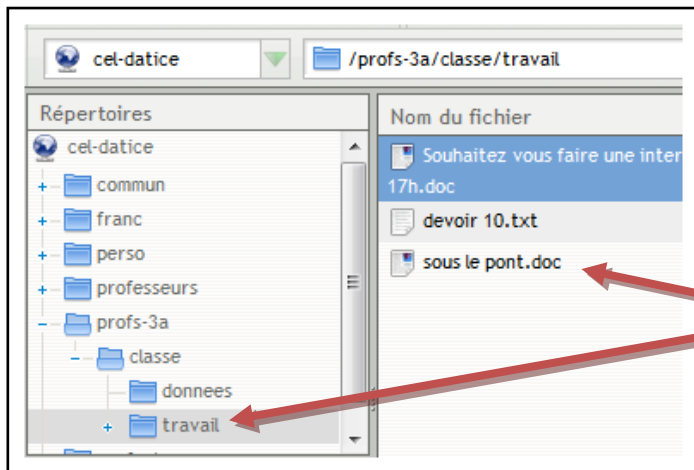 cel-datice
/profs-3a/classe/travail
Répertoires
cel-datice
commun
franc
perso
professeurs
profs-3a
classe
donnees
travail
Nom du fichier
Souhaitez vous faire une inter
17h.doc
devoir 10.txt
sous le pont.doc